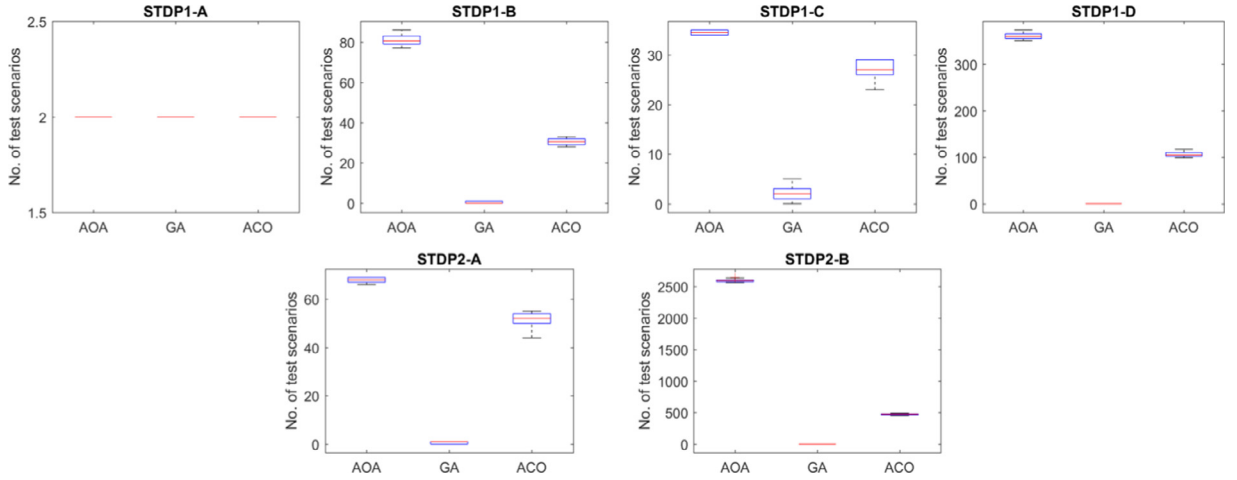 STDP1-A
No. of test scenarios
2.5
2
1.5
AOA GA ACO
STDP1-B
No. of test scenarios
80
60
40
20
0
AOA GA ACO
STDP1-C
No. of test scenarios
30
20
10
0
AOA GA ACO
STDP1-D
No. of test scenarios
300
200
100
0
AOA GA ACO
STDP2-A
No. of test scenarios
60
40
20
0
AOA GA ACO
STDP2-B
No. of test scenarios
2500
2000
1500
1000
500
0
AOA GA ACO